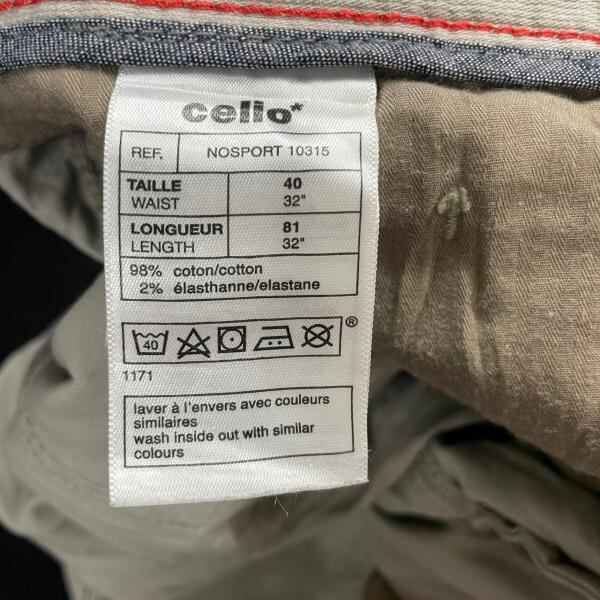 celio*
REF. NOSPORT 10315
TAILLE 40
WAIST 32"
LONGUEUR 81
LENGTH 32"
98% coton/cotton
2% élasthanne/elastane
40 ®
1171
laver à l'envers avec couleurs
similaires
wash inside out with similar
colours